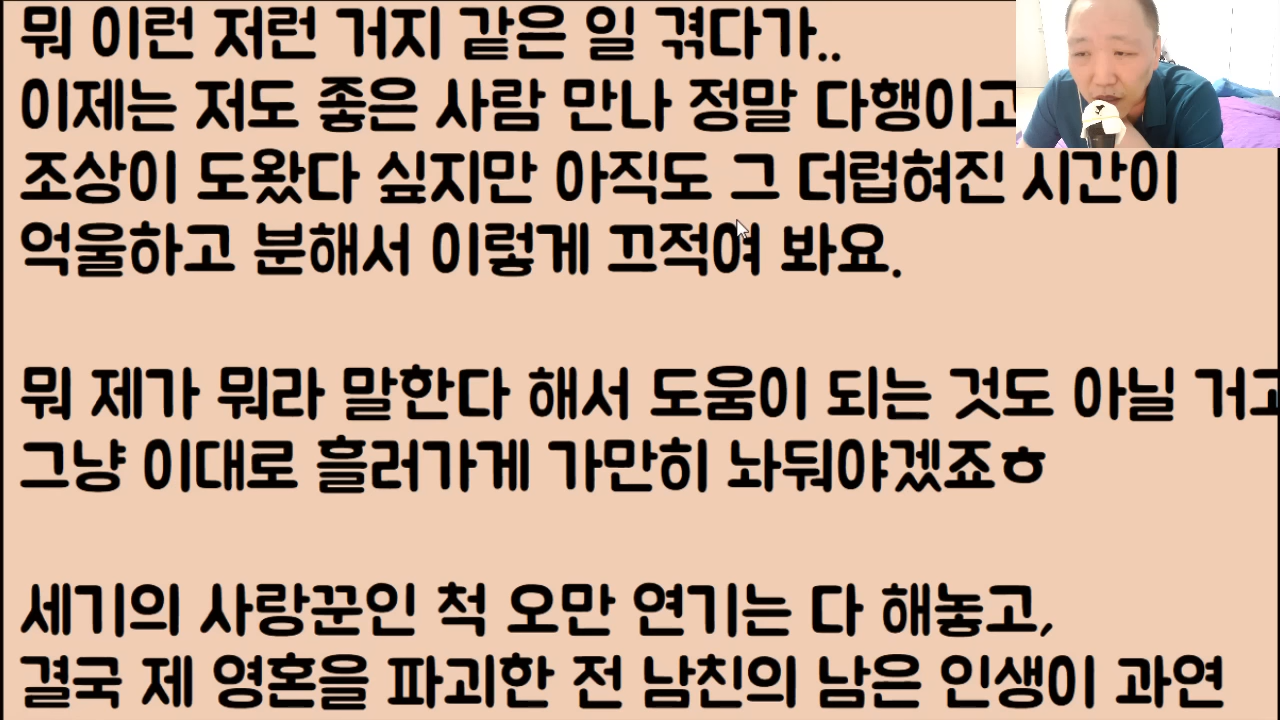 뭐 이런 저런 거지 같은 일 겪다가..
이제는 저도 좋은 사람 만나 정말 다행이고
조상이 도왔다 싶지만 아직도 그 더럽혀진 시간이
억울하고 분해서 이렇게 끄적여 봐요.
뭐 제가 뭐라 말한다 해서 도움이 되는 것도 아닐 거고
그냥 이대로 흘러가게 가만히 놔둬야겠죠ㅎ
세기의 사랑꾼인 척 오만 연기는 다 해놓고,
결국 제 영혼을 파괴한 전 남친의 남은 인생이 과연